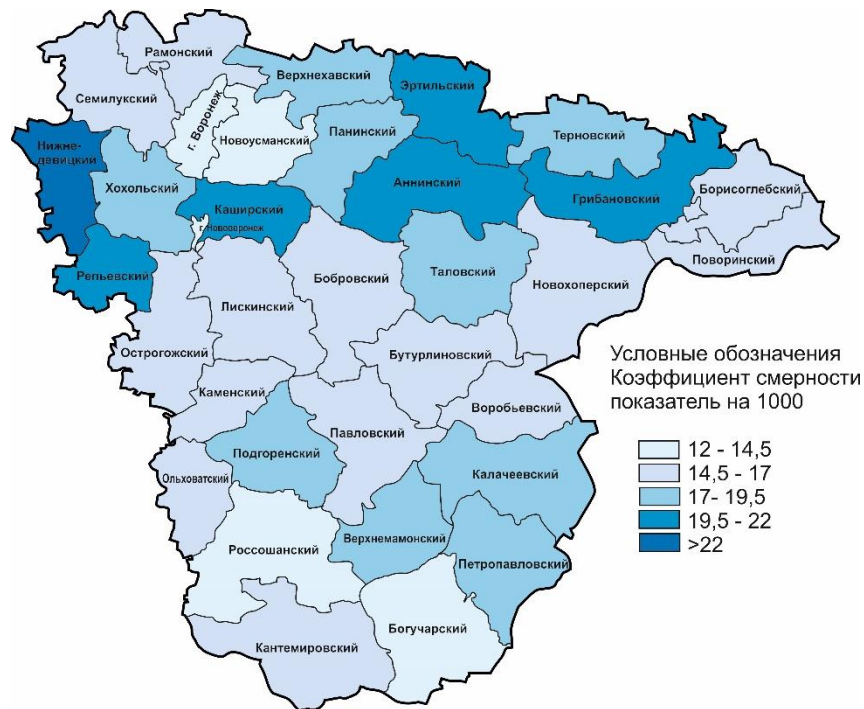 Рамонский
Верхнехавский
Эртильский
Семилукский
г. Воронеж
Новоусманский
Панинский
Терновский
Нижне-
девицкий
Хохольский
Аннинский
Грибановский
Борисоглебский
Каширский
г. Нововоронеж
Поворинский
Репьевский
Бобровский
Таловский
Новохоперский
Лискинский
Острогожский
Бутурлиновский
Каменский
Воробьевский
Павловский
Подгоренский
Калачеевский
Ольховатский
Россошанский
Верхнемамонский
Петропавловский
Богучарский
Кантемировский
Условные обозначения
Коэффициент смерности
показатель на 1000
12 - 14,5
14,5 - 17
17- 19,5
19,5 - 22
>22